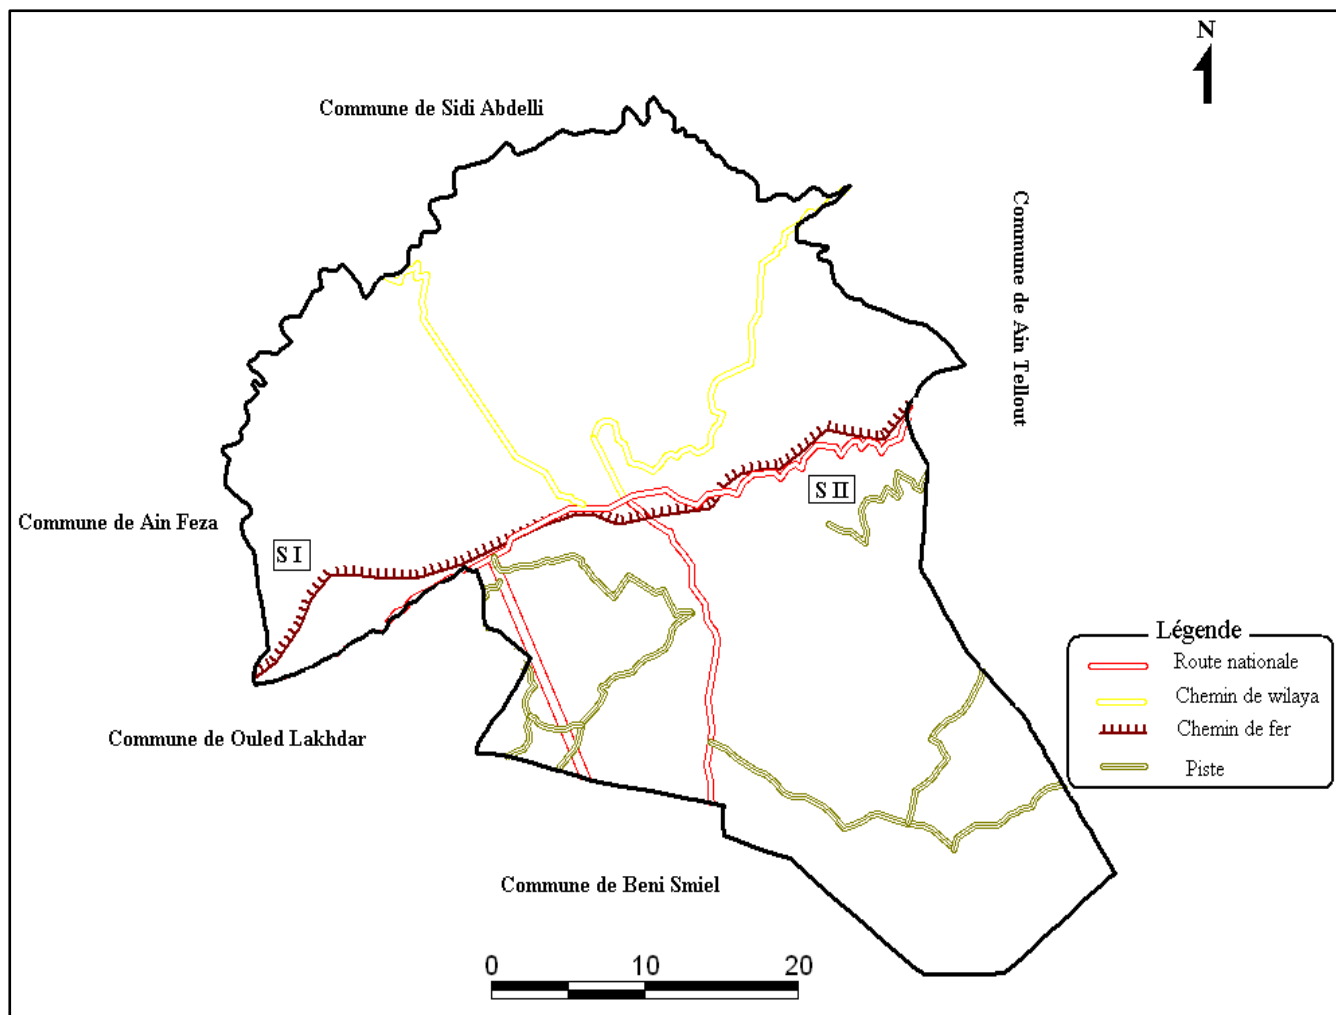 N
Commune de Sidi Abdelli
Commune de Ain Tellout
S II
Commune de Ain Feza
S I
Légende
Route nationale
Chemin de wilaya
Chemin de fer
Piste
Commune de Ouled Lakhdar
Commune de Beni Smiel
0 10 20